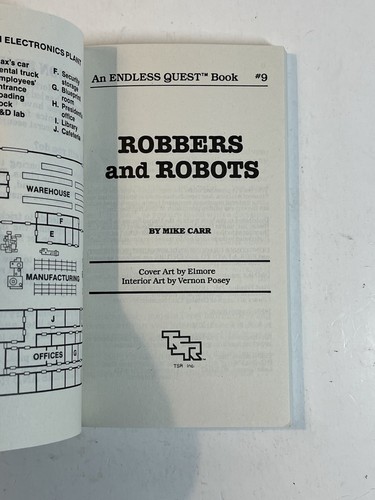 ELECTRONICS PLANT
ax's car
ental truck
mployees'
ntrance
oading
ock
&D lab
F. Security
storage
G. Blueprint
room
H. President's
office
I. Library
J. Cafeteria
WAREHOUSE
F
E
MANUFACTURING
J
OFFICES
G
An ENDLESS QUEST™ Book #9
ROBBERS
and ROBOTS
BY MIKE CARR
Cover Art by Elmore
Interior Art by Vernon Posey
TSR
TSR Inc.